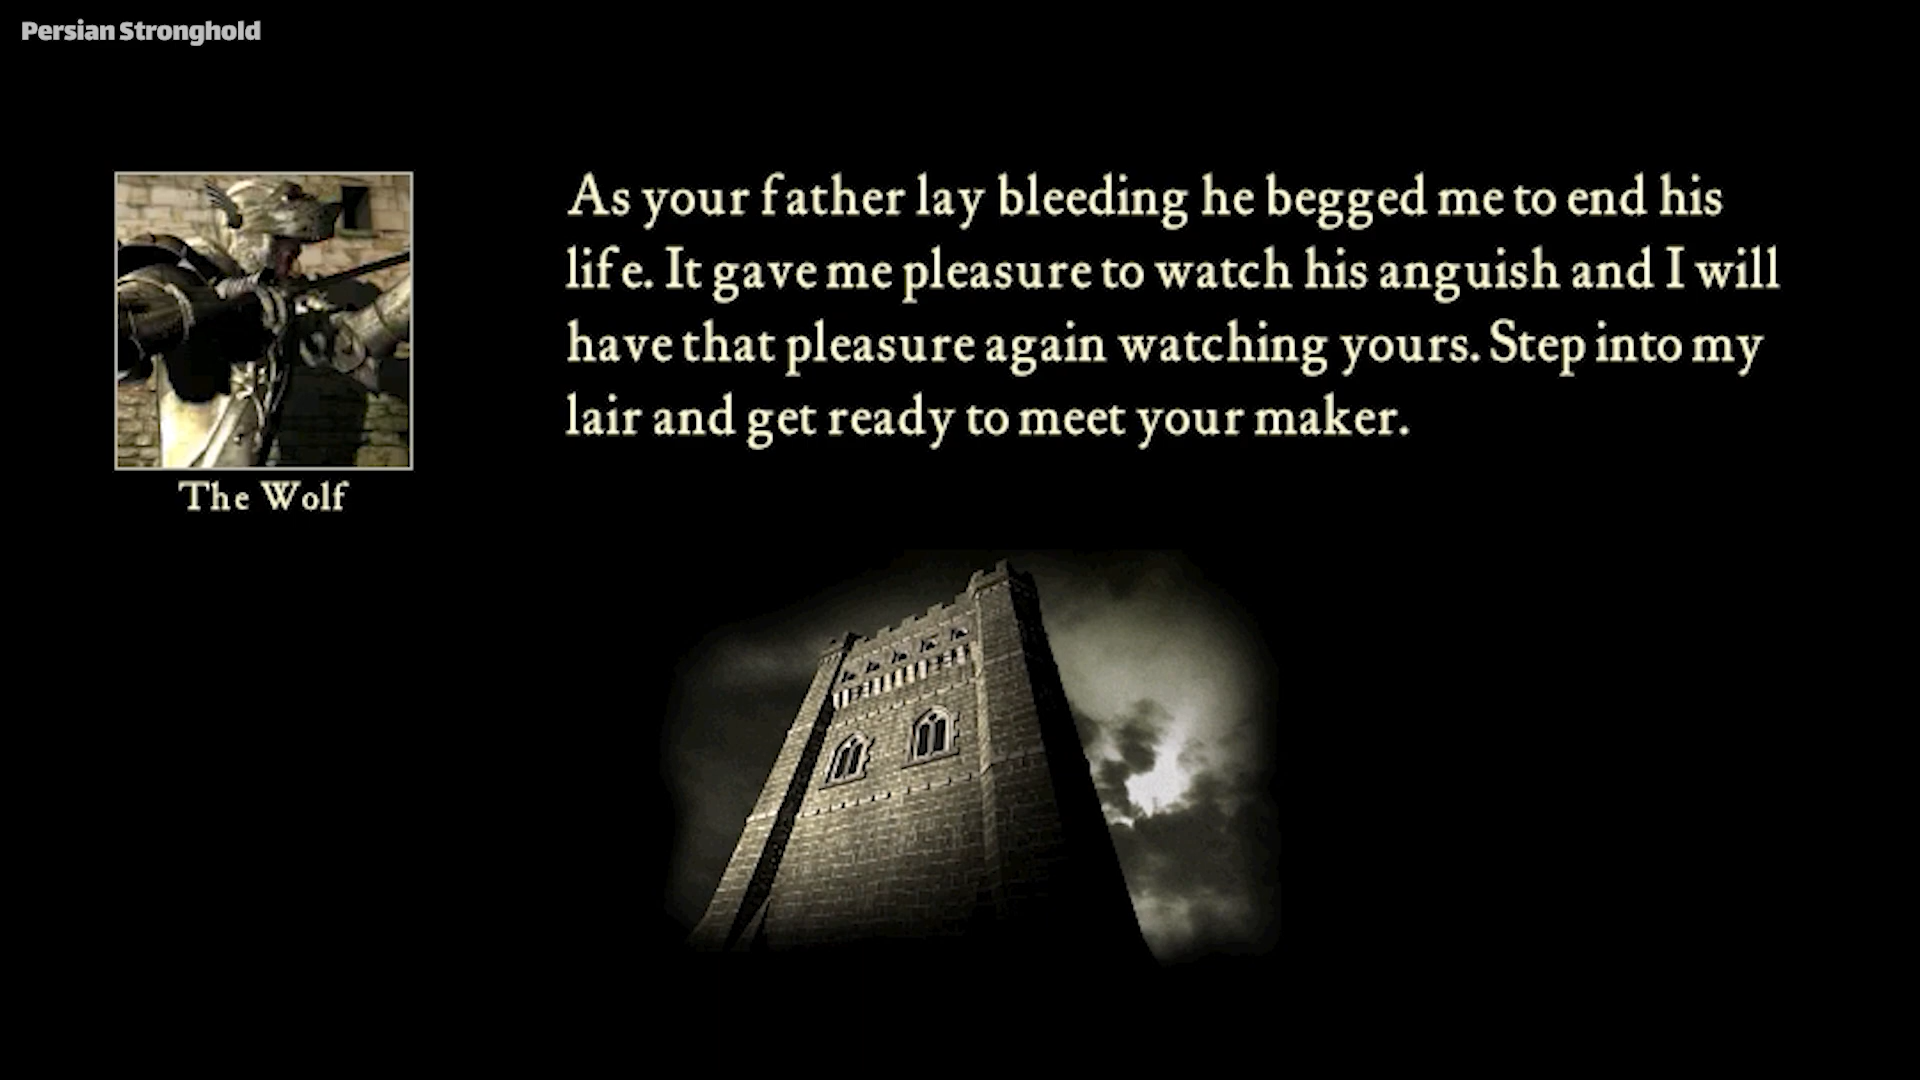 Persian Stronghold
As your father lay bleeding he begged me to end his
life. It gave me pleasure to watch his anguish and I will
have that pleasure again watching yours. Step into my
lair and get ready to meet your maker.
The Wolf